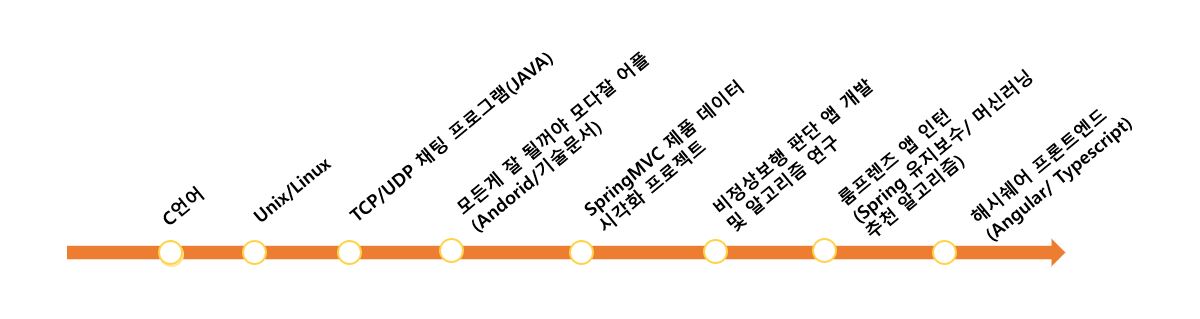 C언어
Unix/Linux
TCP/UDP 채팅 프로그램(JAVA)
모든게 잘 될꺼야 모다잘 어플
(Andorid/기술문서)
SpringMVC 제품 데이터
시각화 프로젝트
비정상보행 판단 앱 개발
및 알고리즘 연구
룸프렌즈 앱 인턴
(Spring 유지보수/ 머신러닝
추천 알고리즘)
해시쉐어 프론트엔드
(Angular/ Typescript)